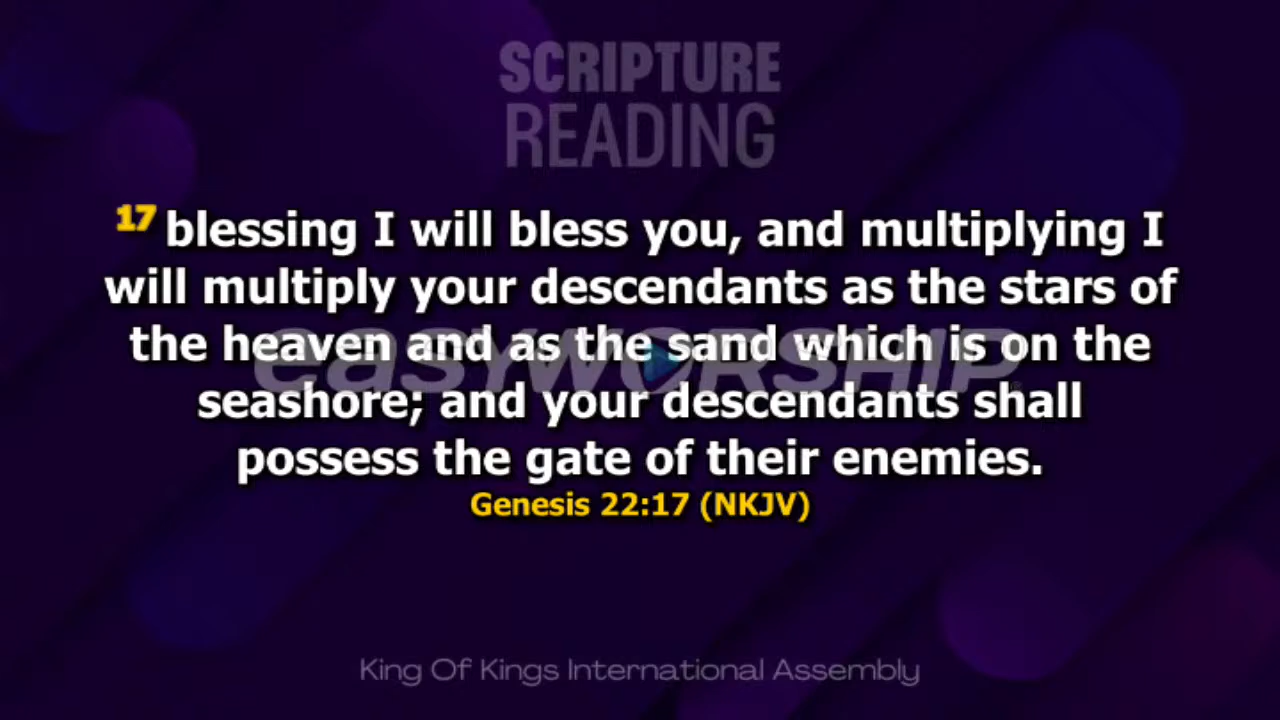 SCRIPTURE
READING
17 blessing I will bless you, and multiplying I
will multiply your descendants as the stars of
the heaven and as the sand which is on the
easyworship
seashore; and your descendants shall
possess the gate of their enemies.
Genesis 22:17 (NKJV)
King Of Kings International Assembly